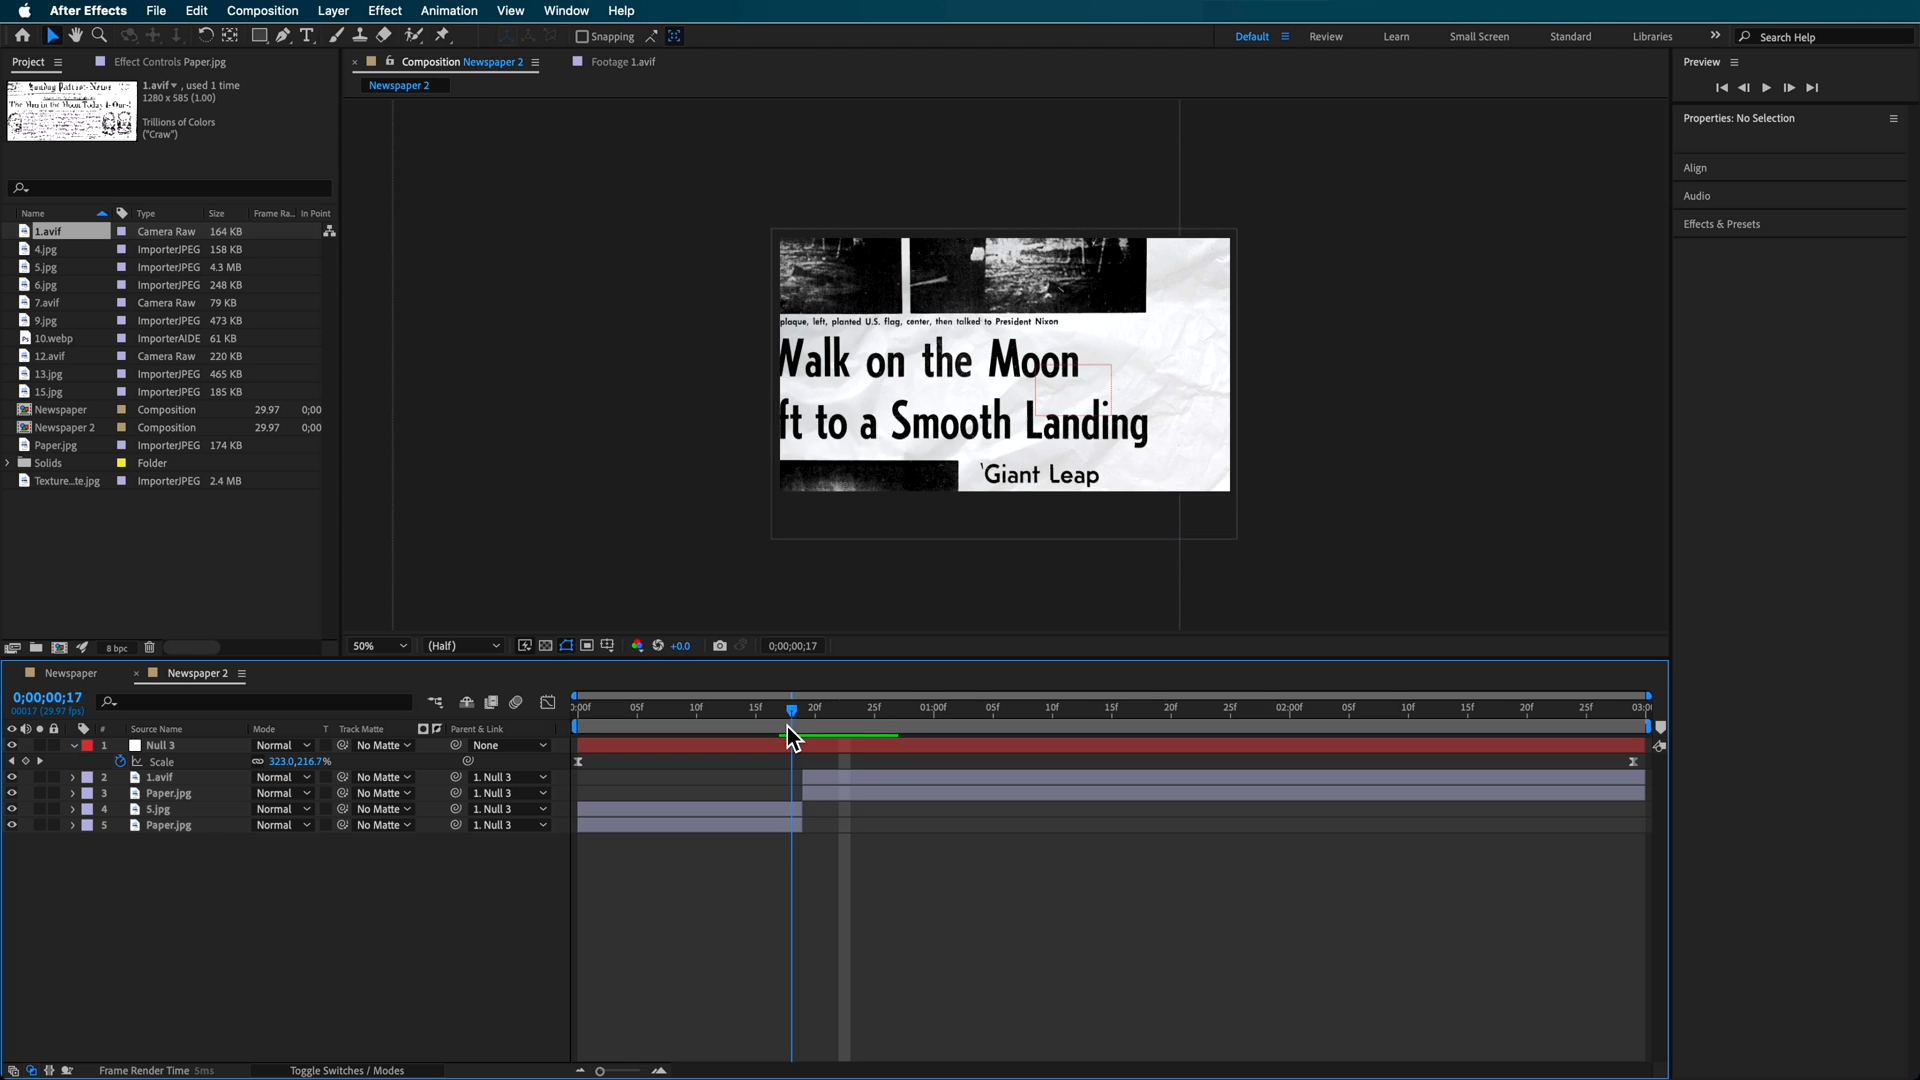 After Effects File Edit Composition Layer Effect Animation View Window Help
Snapping
Default Review Learn Small Screen Standard Libraries Search Help
Project Effect Controls Paper.jpg
1.avif , used 1 time
1280 x 585 (1.00)
Trillions of Colors
("Craw")
Name Type Size Frame Ra... In Point
1.avif Camera Raw 164 KB
4.jpg ImporterJPEG 158 KB
5.jpg ImporterJPEG 4.3 MB
6.jpg ImporterJPEG 248 KB
7.avif Camera Raw 79 KB
9.jpg ImporterJPEG 473 KB
10.webp ImporterAIDE 61 KB
12.avif Camera Raw 220 KB
13.jpg ImporterJPEG 465 KB
15.jpg ImporterJPEG 185 KB
Newspaper Composition 29.97 0;00
Newspaper 2 Composition 29.97 0;00
Paper.jpg ImporterJPEG 174 KB
Solids Folder
Texture...te.jpg ImporterJPEG 2.4 MB
8 bpc
Composition Newspaper 2 Footage 1.avif
Newspaper 2
plaque, left, planted U.S. flag, center, then talked to President Nixon
Walk on the Moon
ft to a Smooth Landing
'Giant Leap
50% (Half) +0.0 0;00;00;17
Preview
Properties: No Selection
Align
Audio
Effects & Presets
Newspaper Newspaper 2
0;00;00;17
00017 (29.97 fps)
0:00f 05f 10f 15f 20f 25f 01:00f 05f 10f 15f 20f 25f 02:00f 05f 10f 15f 20f 25f 03:0
# Source Name Mode T Track Matte Parent & Link
1 Null 3 Normal No Matte None
Scale 323.0,216.7%
2 1.avif Normal No Matte 1. Null 3
3 Paper.jpg Normal No Matte 1. Null 3
4 5.jpg Normal No Matte 1. Null 3
5 Paper.jpg Normal No Matte 1. Null 3
Frame Render Time 5ms Toggle Switches / Modes